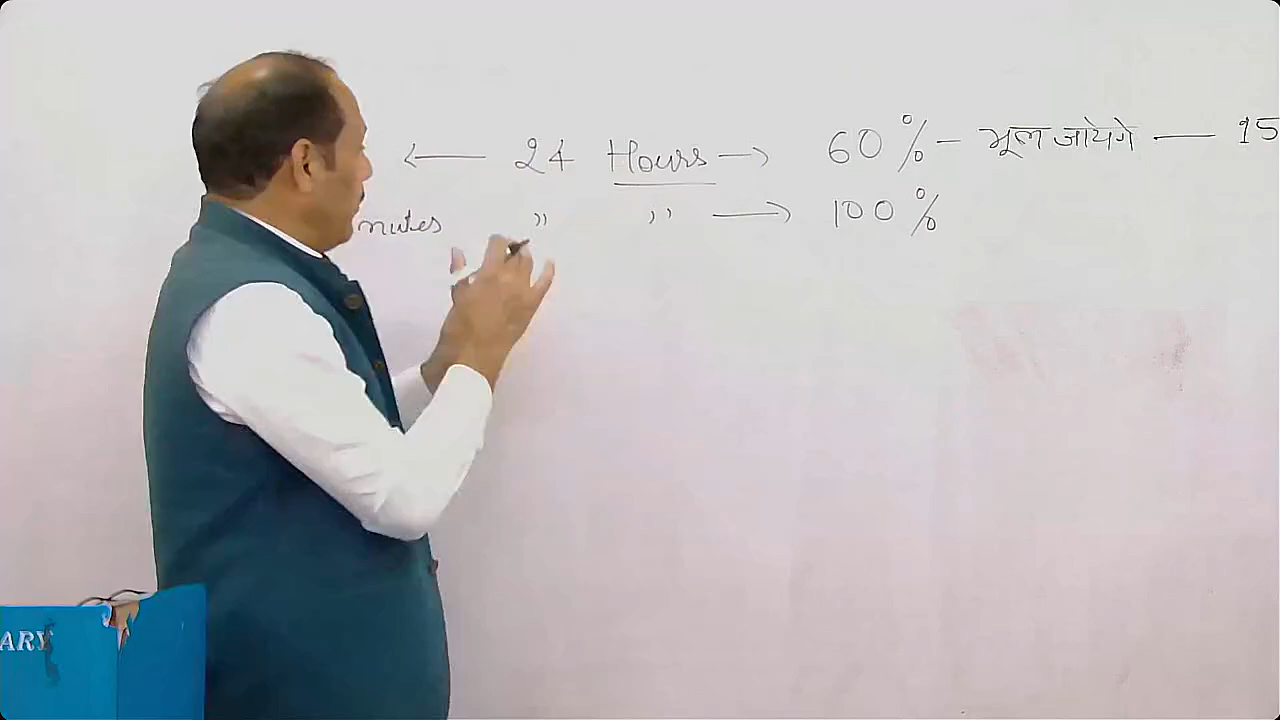 ← 24 Hours → 60% - भूल जायेगे — 15
nutes " " → 100%
ARY